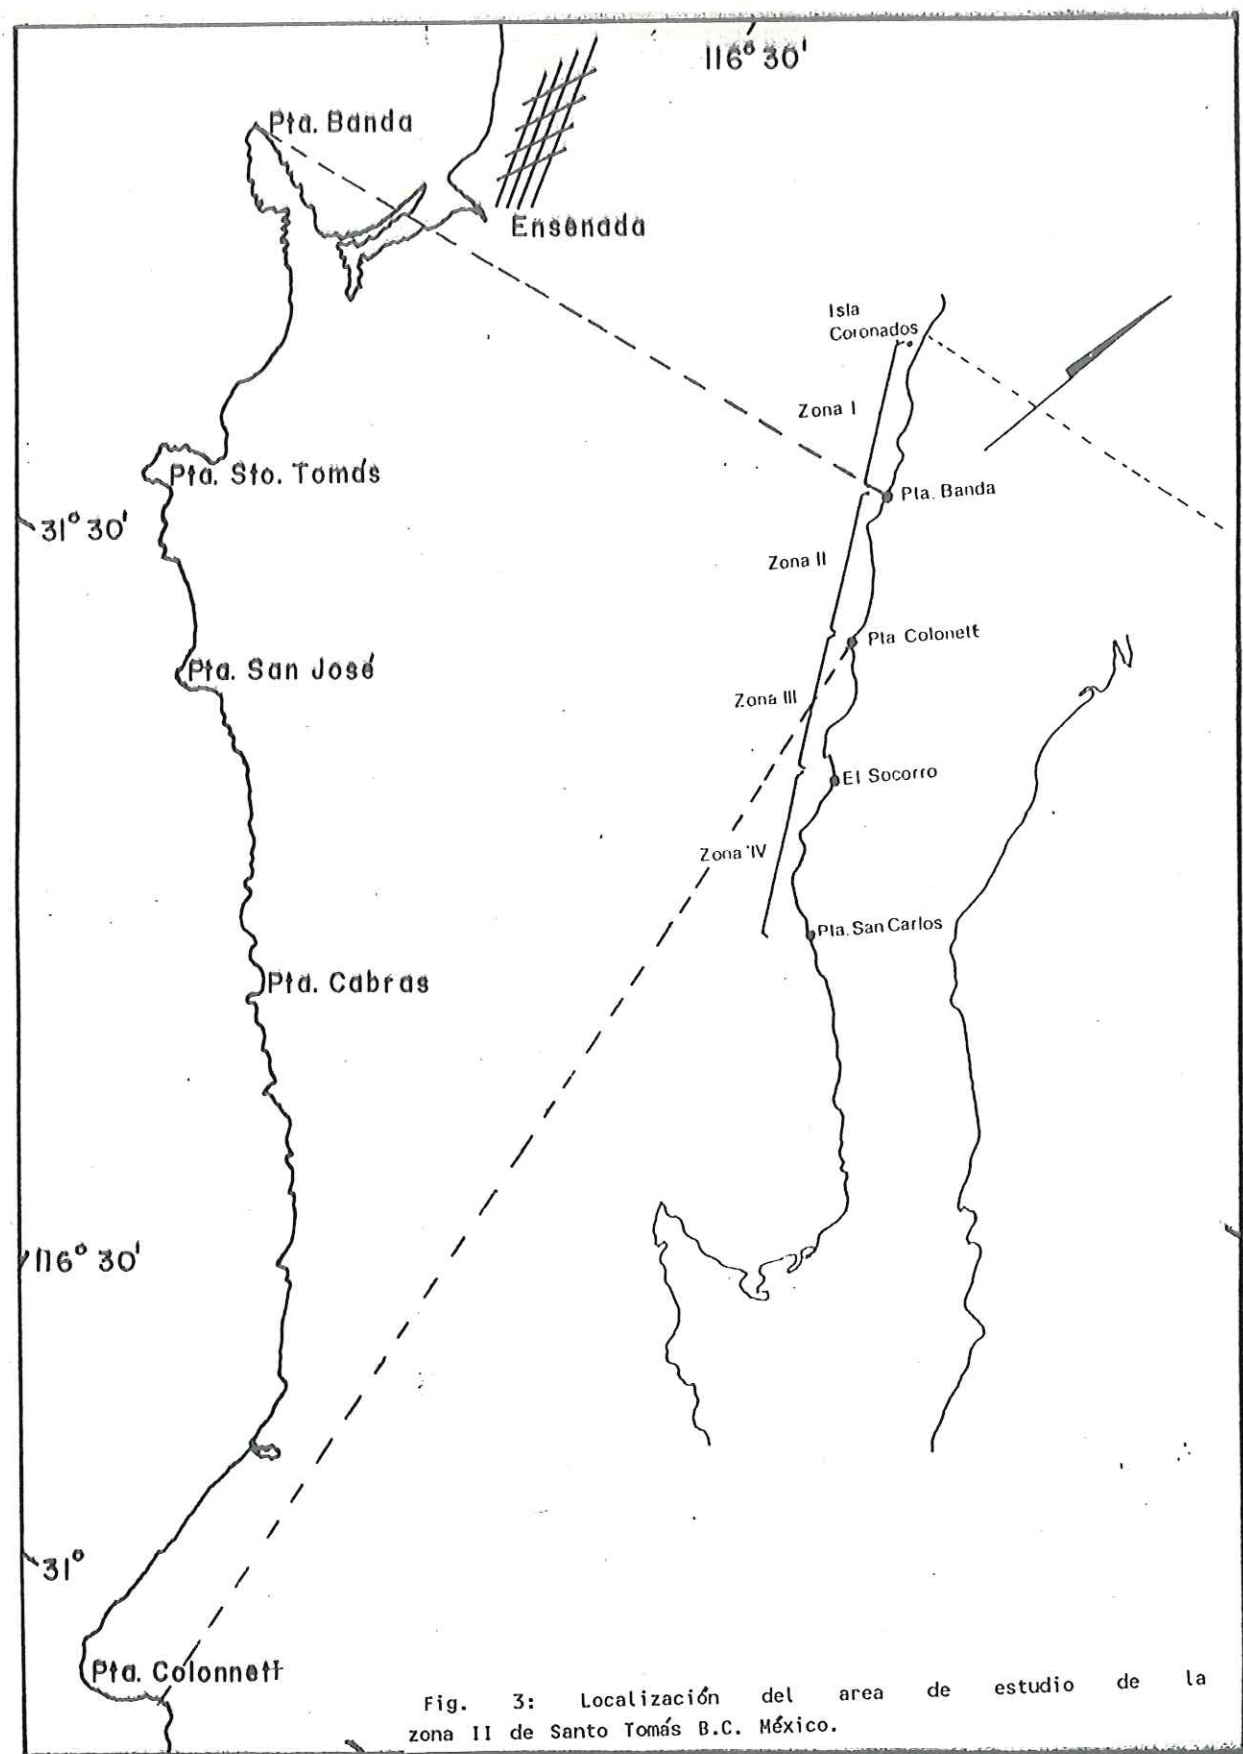 116° 30'
Pta. Banda
Ensenada
Isla
Coronados
Zona I
Pta. Sto. Tomás
Pta. Banda
31° 30'
Zona II
Pta Colonett
Pta. San José
Zona III
El Socorro
Zona IV
Pta. San Carlos
Pta. Cabras
116° 30'
31°
Pta. Colonnett
Fig. 3: Localización del area de estudio de la
zona II de Santo Tomás B.C. México.